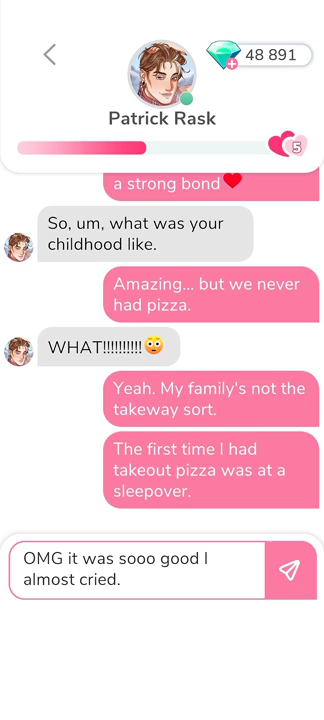 48 891
Patrick Rask
5
a strong bond❤️
So, um, what was your
childhood like.
Amazing... but we never
had pizza.
WHAT!!!!!!!!!!😳
Yeah. My family's not the
takeway sort.
The first time I had
takeout pizza was at a
sleepover.
OMG it was sooo good I
almost cried.